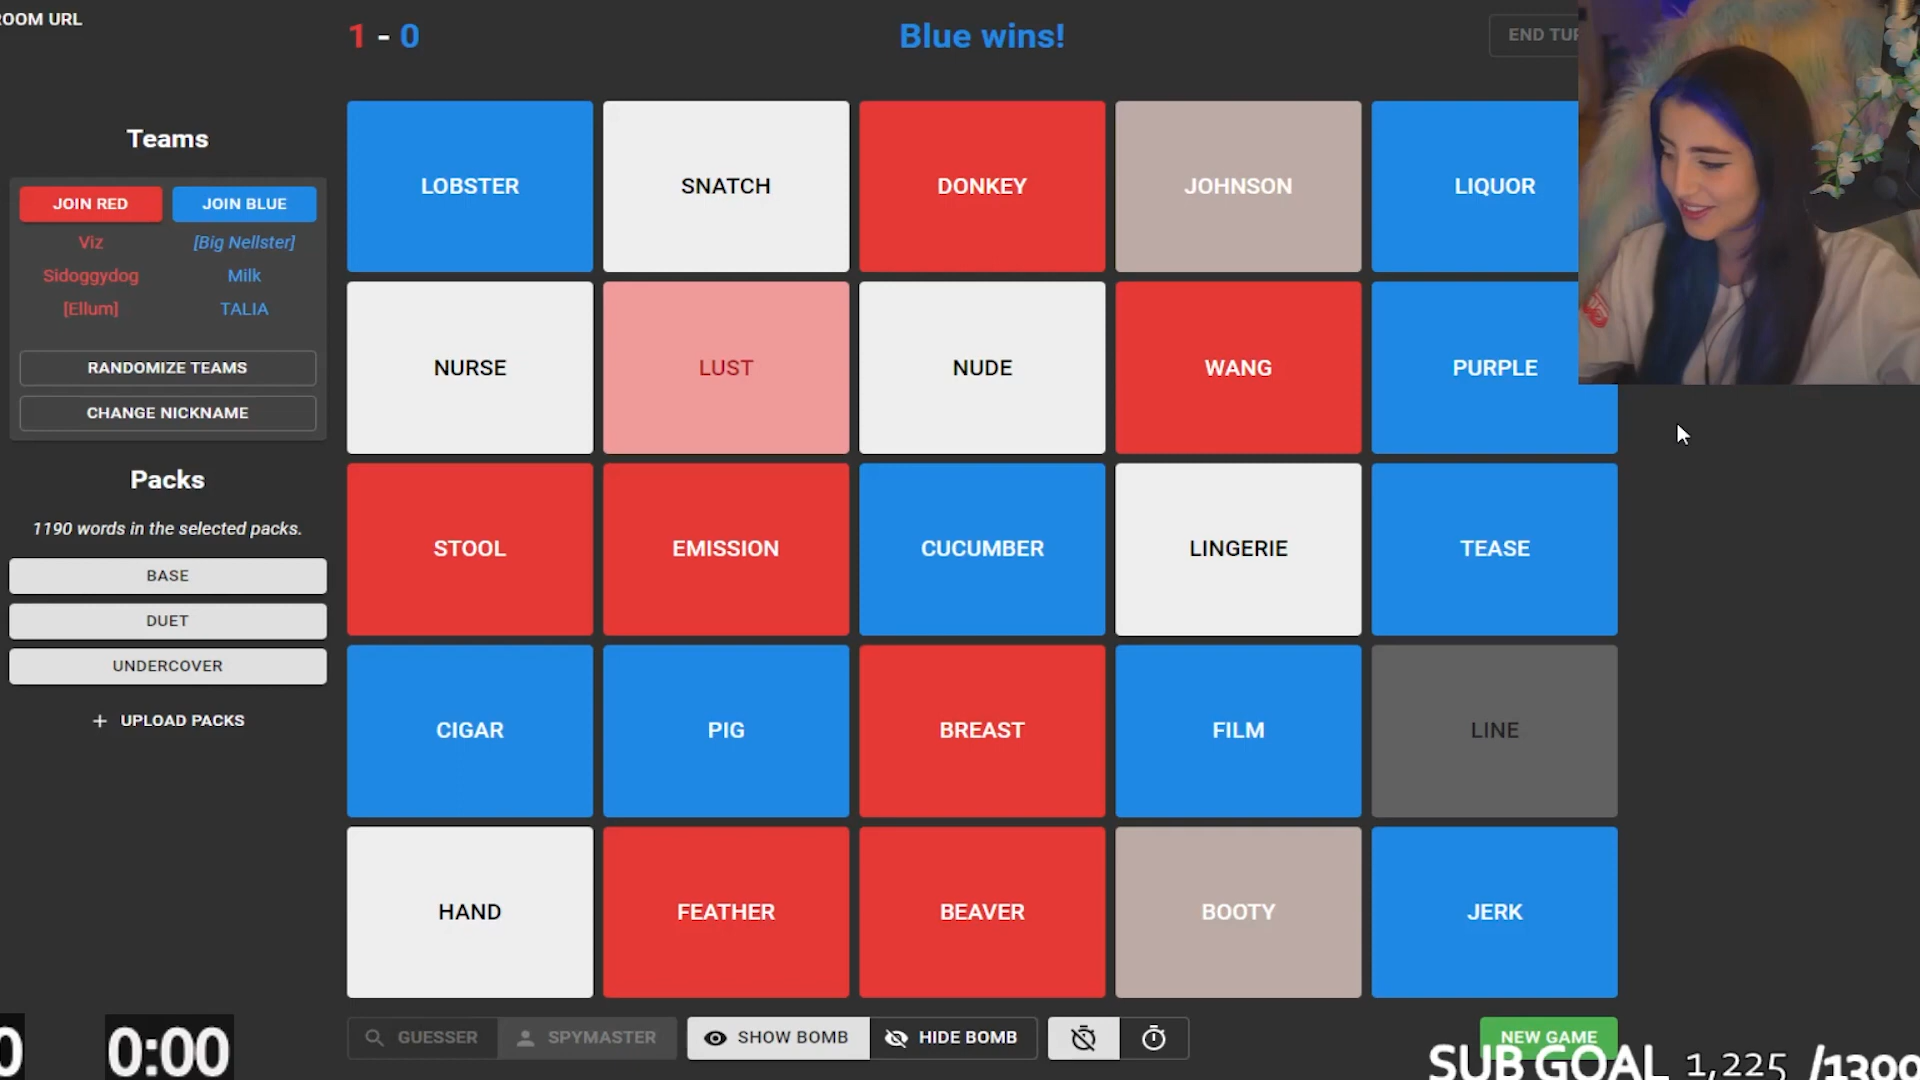 ROOM URL
1 - 0
Blue wins!
Teams
JOIN RED
JOIN BLUE
Viz
[Big Nellster]
Sidoggydog
Milk
[Ellum]
TALIA
RANDOMIZE TEAMS
CHANGE NICKNAME
Packs
1190 words in the selected packs.
BASE
DUET
UNDERCOVER
+ UPLOAD PACKS
LOBSTER
SNATCH
DONKEY
JOHNSON
LIQUOR
NURSE
LUST
NUDE
WANG
PURPLE
STOOL
EMISSION
CUCUMBER
LINGERIE
TEASE
CIGAR
PIG
BREAST
FILM
LINE
HAND
FEATHER
BEAVER
BOOTY
JERK
0:00
GUESSER
SPYMASTER
SHOW BOMB
HIDE BOMB
NEW GAME
SUB GOAL 1,225 /1300